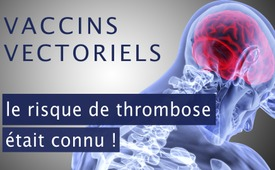 VACCINS
VECTORIELS
le risque de thrombose
était connu !